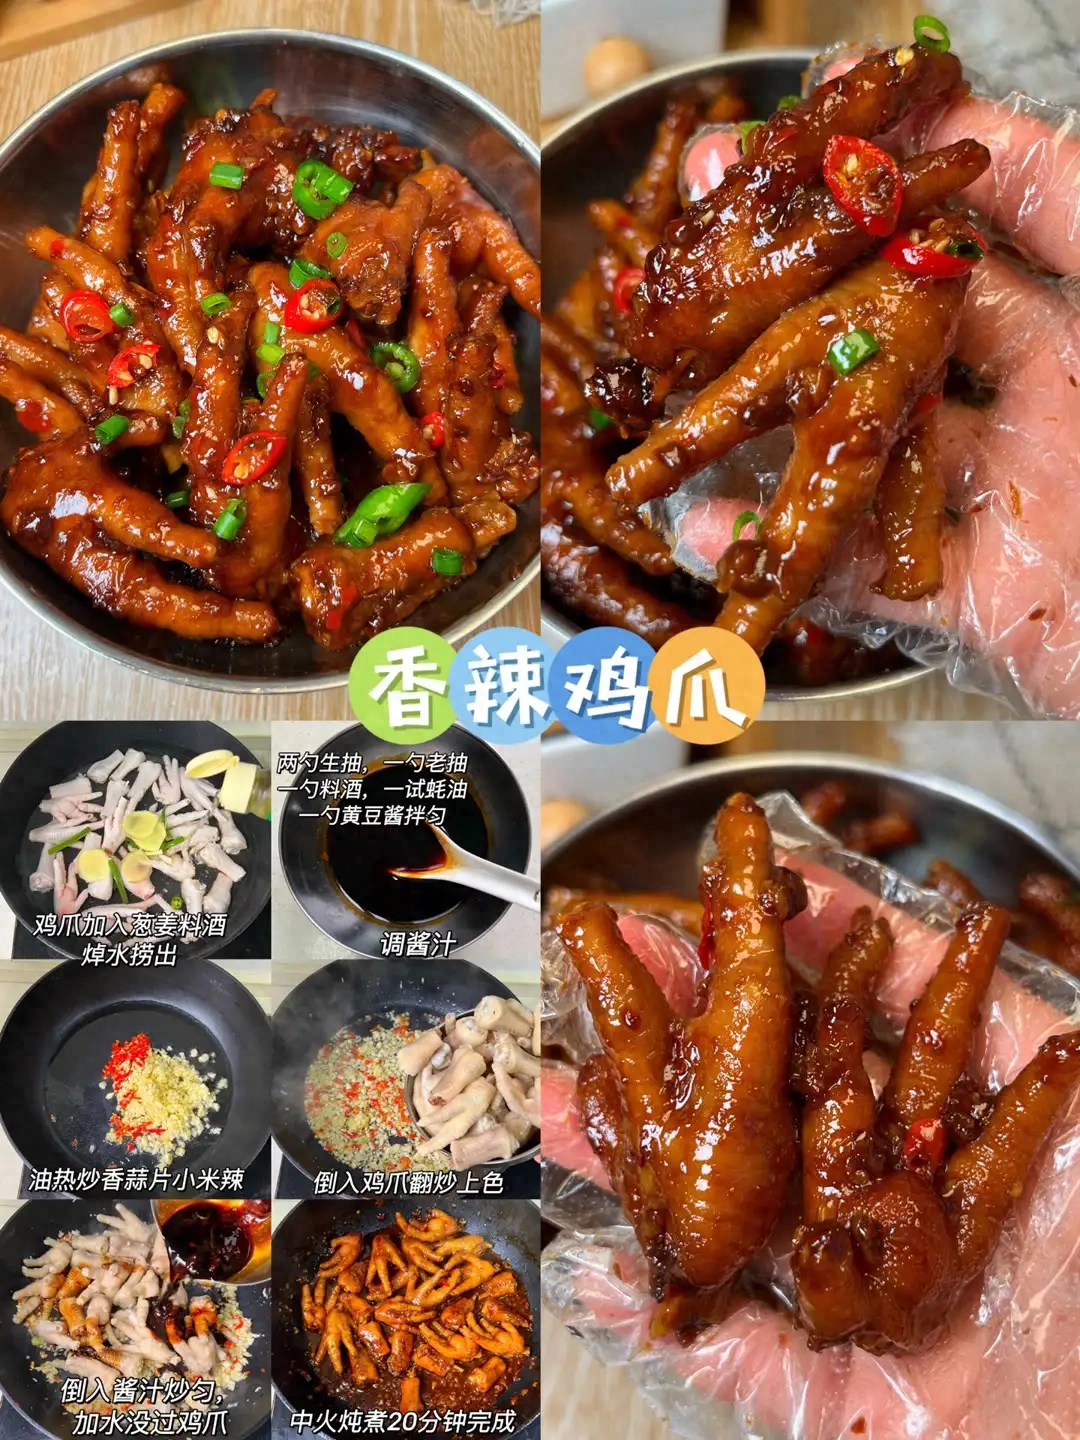 香辣鸡爪
鸡爪加入葱姜料酒
焯水捞出
两勺生抽，一勺老抽
一勺料酒，一试蚝油
一勺黄豆酱拌匀
调酱汁
油热炒香蒜片小米辣
倒入鸡爪翻炒上色
倒入酱汁炒匀，
加水没过鸡爪
中火炖煮20分钟完成